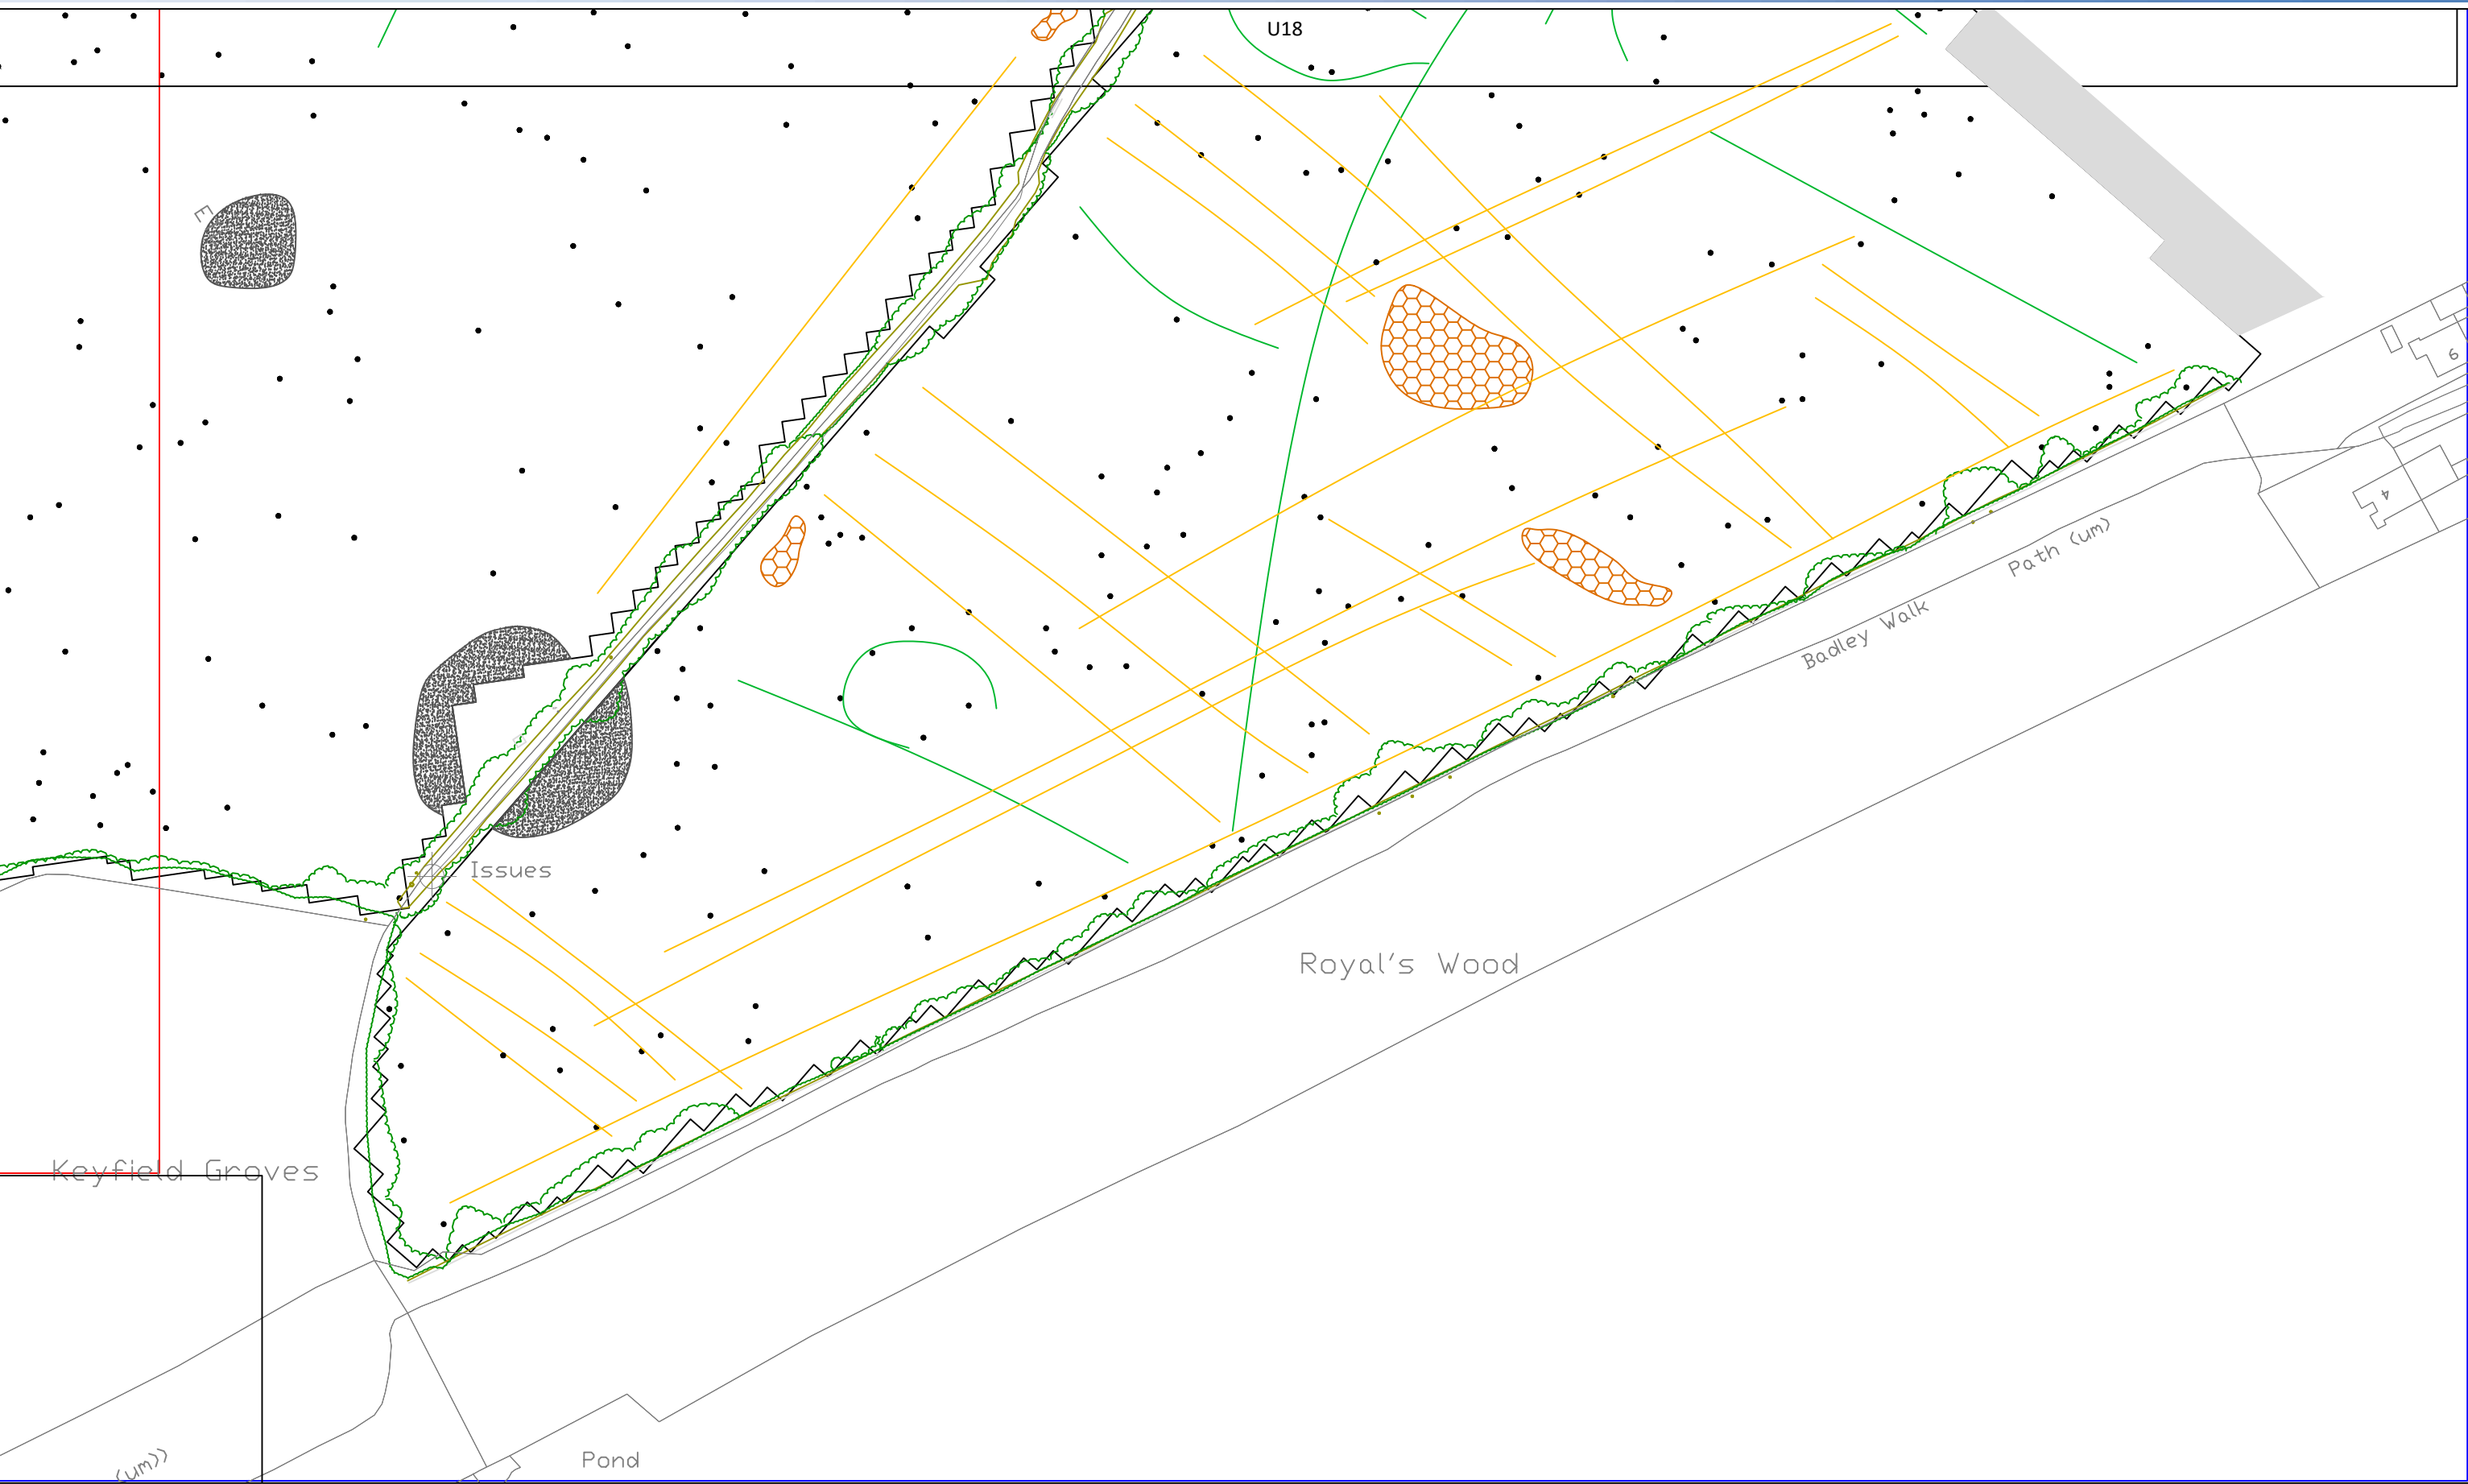 U18
E
6
4
Path (um)
Badley Walk
Issues
Royal's Wood
Keyfield Groves
Pond
(um))